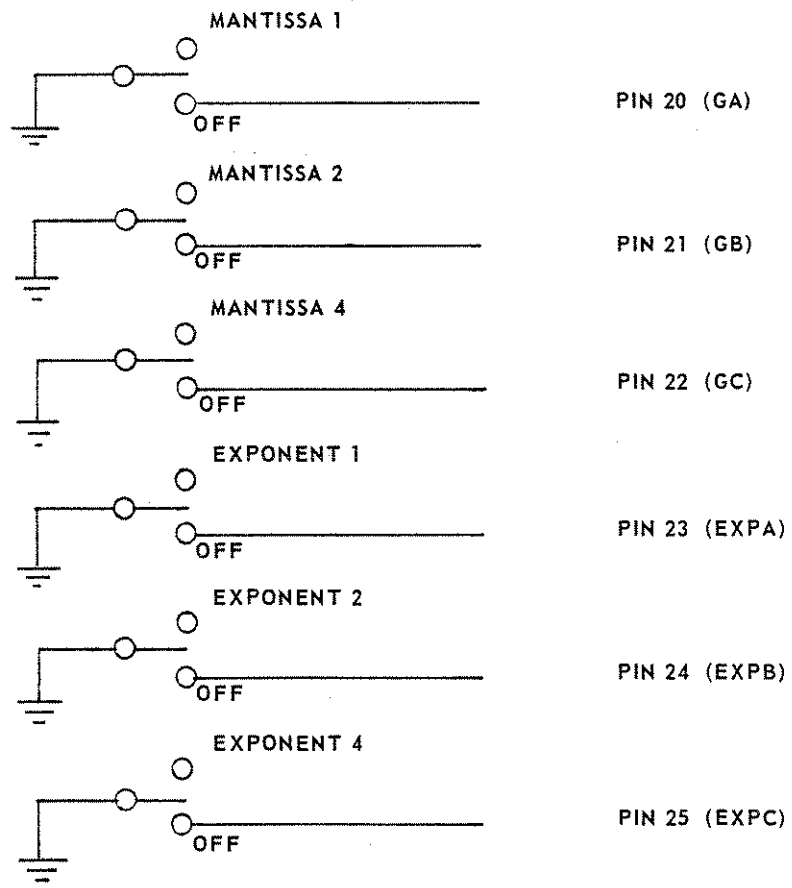 MANTISSA 1
OFF
PIN 20 (GA)
MANTISSA 2
OFF
PIN 21 (GB)
MANTISSA 4
OFF
PIN 22 (GC)
EXPONENT 1
OFF
PIN 23 (EXPA)
EXPONENT 2
OFF
PIN 24 (EXPB)
EXPONENT 4
OFF
PIN 25 (EXPC)